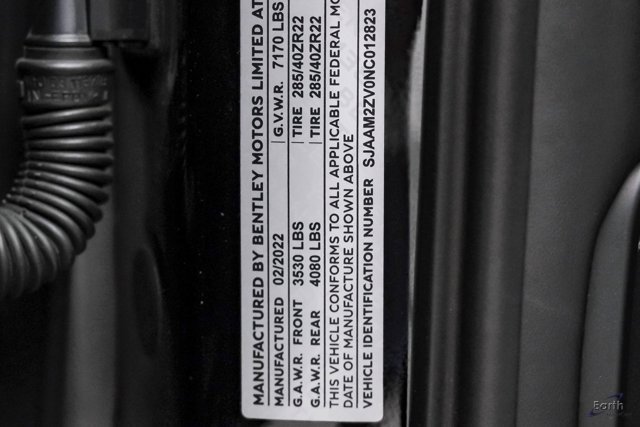 MANUFACTURED BY BENTLEY MOTORS LIMITED AT
MANUFACTURED 02/2022 G.V.W.R. 7170 LBS
G.A.W.R. FRONT 3530 LBS TIRE 285/40ZR22
G.A.W.R. REAR 4080 LBS TIRE 285/40ZR22
THIS VEHICLE CONFORMS TO ALL APPLICABLE FEDERAL MO
DATE OF MANUFACTURE SHOWN ABOVE
VEHICLE IDENTIFICATION NUMBER SJAAM2ZV0NC012823
Earth